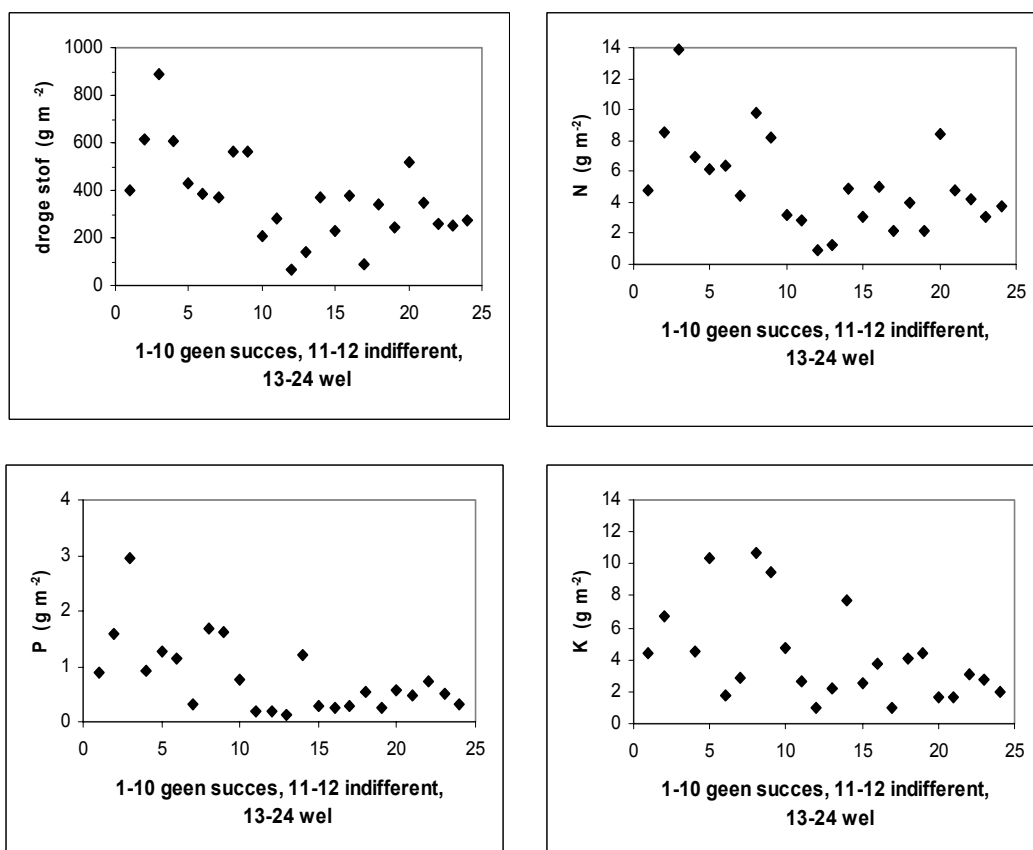 droge stof (g m⁻²)
1000
800
600
400
200
0
0 5 10 15 20 25
1-10 geen succes, 11-12 indifferent,
13-24 wel
N (g m⁻²)
14
12
10
8
6
4
2
0
0 5 10 15 20 25
1-10 geen succes, 11-12 indifferent,
13-24 wel
P (g m⁻²)
4
3
2
1
0
0 5 10 15 20 25
1-10 geen succes, 11-12 indifferent,
13-24 wel
K (g m⁻²)
14
12
10
8
6
4
2
0
0 5 10 15 20 25
1-10 geen succes, 11-12 indifferent,
13-24 wel